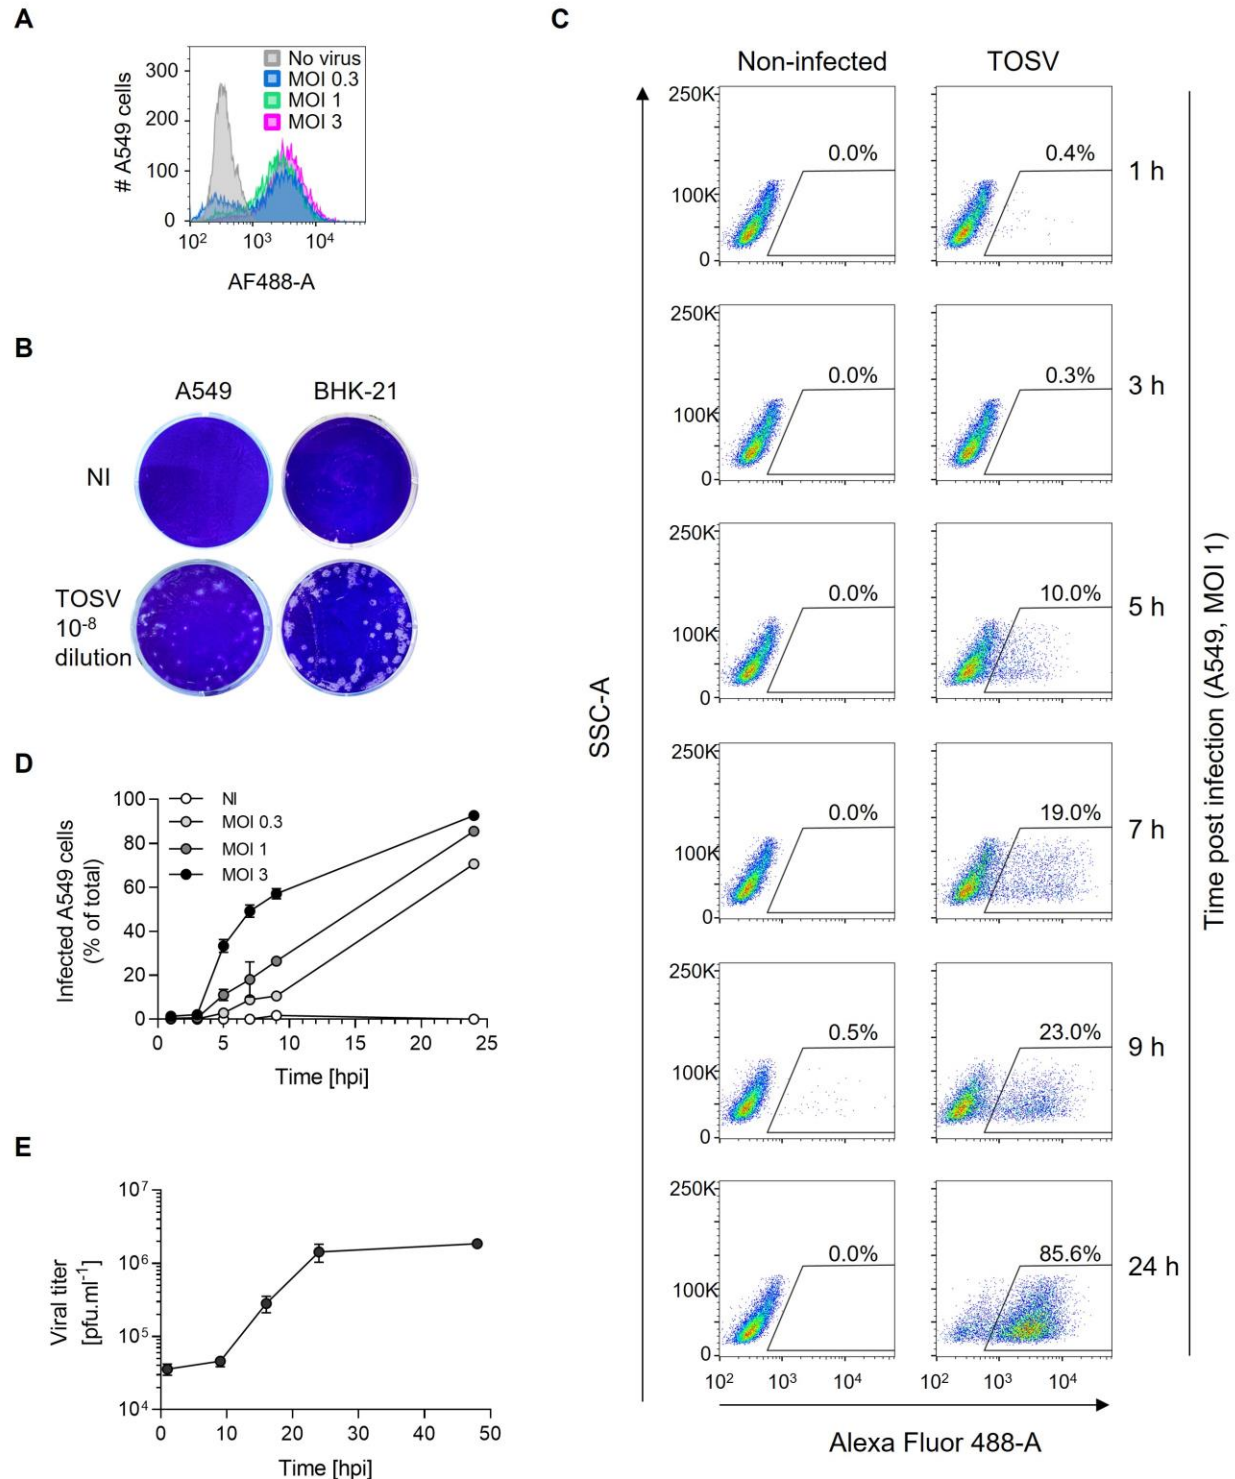 A
# A549 cells
300
200
100
0
No virus
MOI 0.3
MOI 1
MOI 3
10²
10³
10⁴
AF488-A
B
A549
BHK-21
NI
TOSV
10⁻⁸
dilution
D
Infected A549 cells
(% of total)
100
80
60
40
20
0
NI
MOI 0.3
MOI 1
MOI 3
0
5
10
15
20
25
Time [hpi]
E
Viral titer
[pfu.ml⁻¹]
10⁷
10⁶
10⁵
10⁴
0
10
20
30
40
50
Time [hpi]
C
Non-infected
TOSV
SSC-A
250K
100K
0
0.0%
0.4%
1 h
250K
100K
0
0.0%
0.3%
3 h
250K
100K
0
0.0%
10.0%
5 h
250K
100K
0
0.0%
19.0%
7 h
250K
100K
0
0.5%
23.0%
9 h
250K
100K
0
0.0%
85.6%
24 h
10²
10³
10⁴
10²
10³
10⁴
Alexa Fluor 488-A
Time post infection (A549, MOI 1)